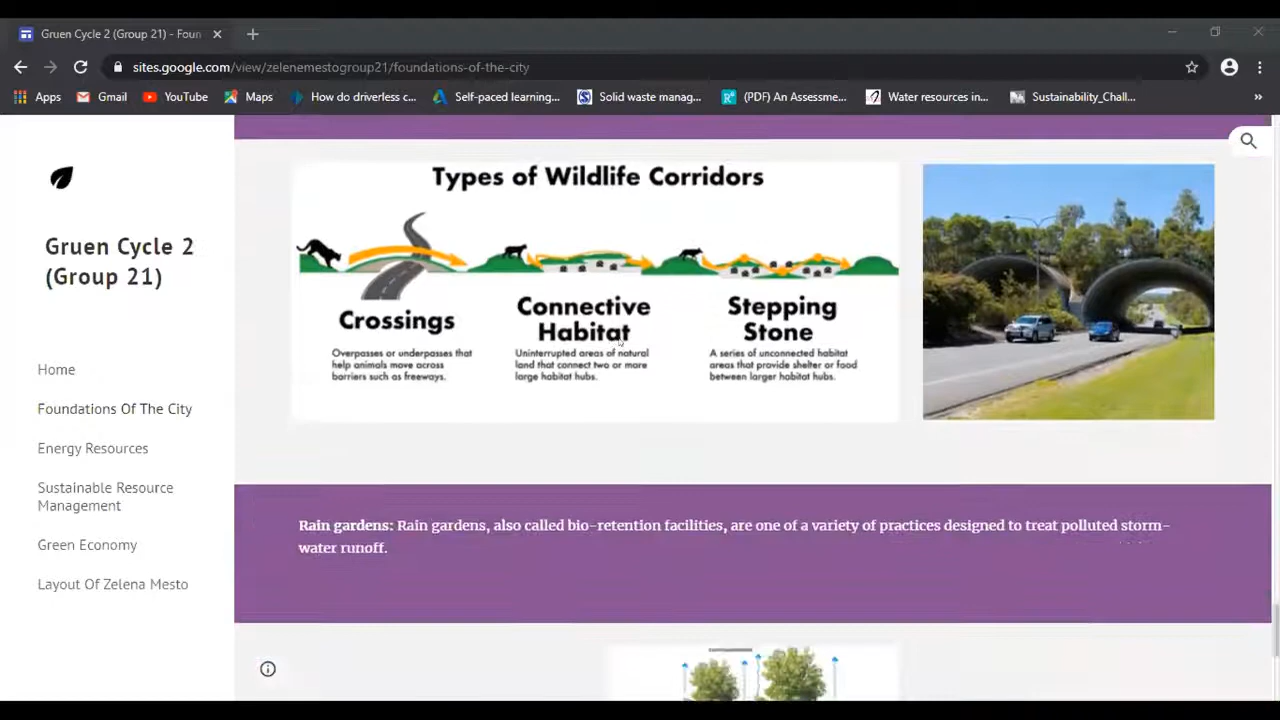 Gruen Cycle 2 (Group 21) - Foun
sites.google.com/view/zelenemestogroup21/foundations-of-the-city
Apps Gmail YouTube Maps How do driverless c... Self-paced learning,... Solid waste manag... (PDF) An Assessme... Water resources in... Sustainability_Chall...
Gruen Cycle 2
(Group 21)
Home
Foundations Of The City
Energy Resources
Sustainable Resource
Management
Green Economy
Layout Of Zelena Mesto
Types of Wildlife Corridors
Crossings
Overpasses or underpasses that
help animals move across
barriers such as freeways.
Connective
Habitat
Uninterrupted areas of natural
land that connect two or more
large habitat hubs.
Stepping
Stone
A series of unconnected habitat
areas that provide shelter or food
between larger habitat hubs.
Rain gardens: Rain gardens, also called bio-retention facilities, are one of a variety of practices designed to treat polluted storm-
water runoff.